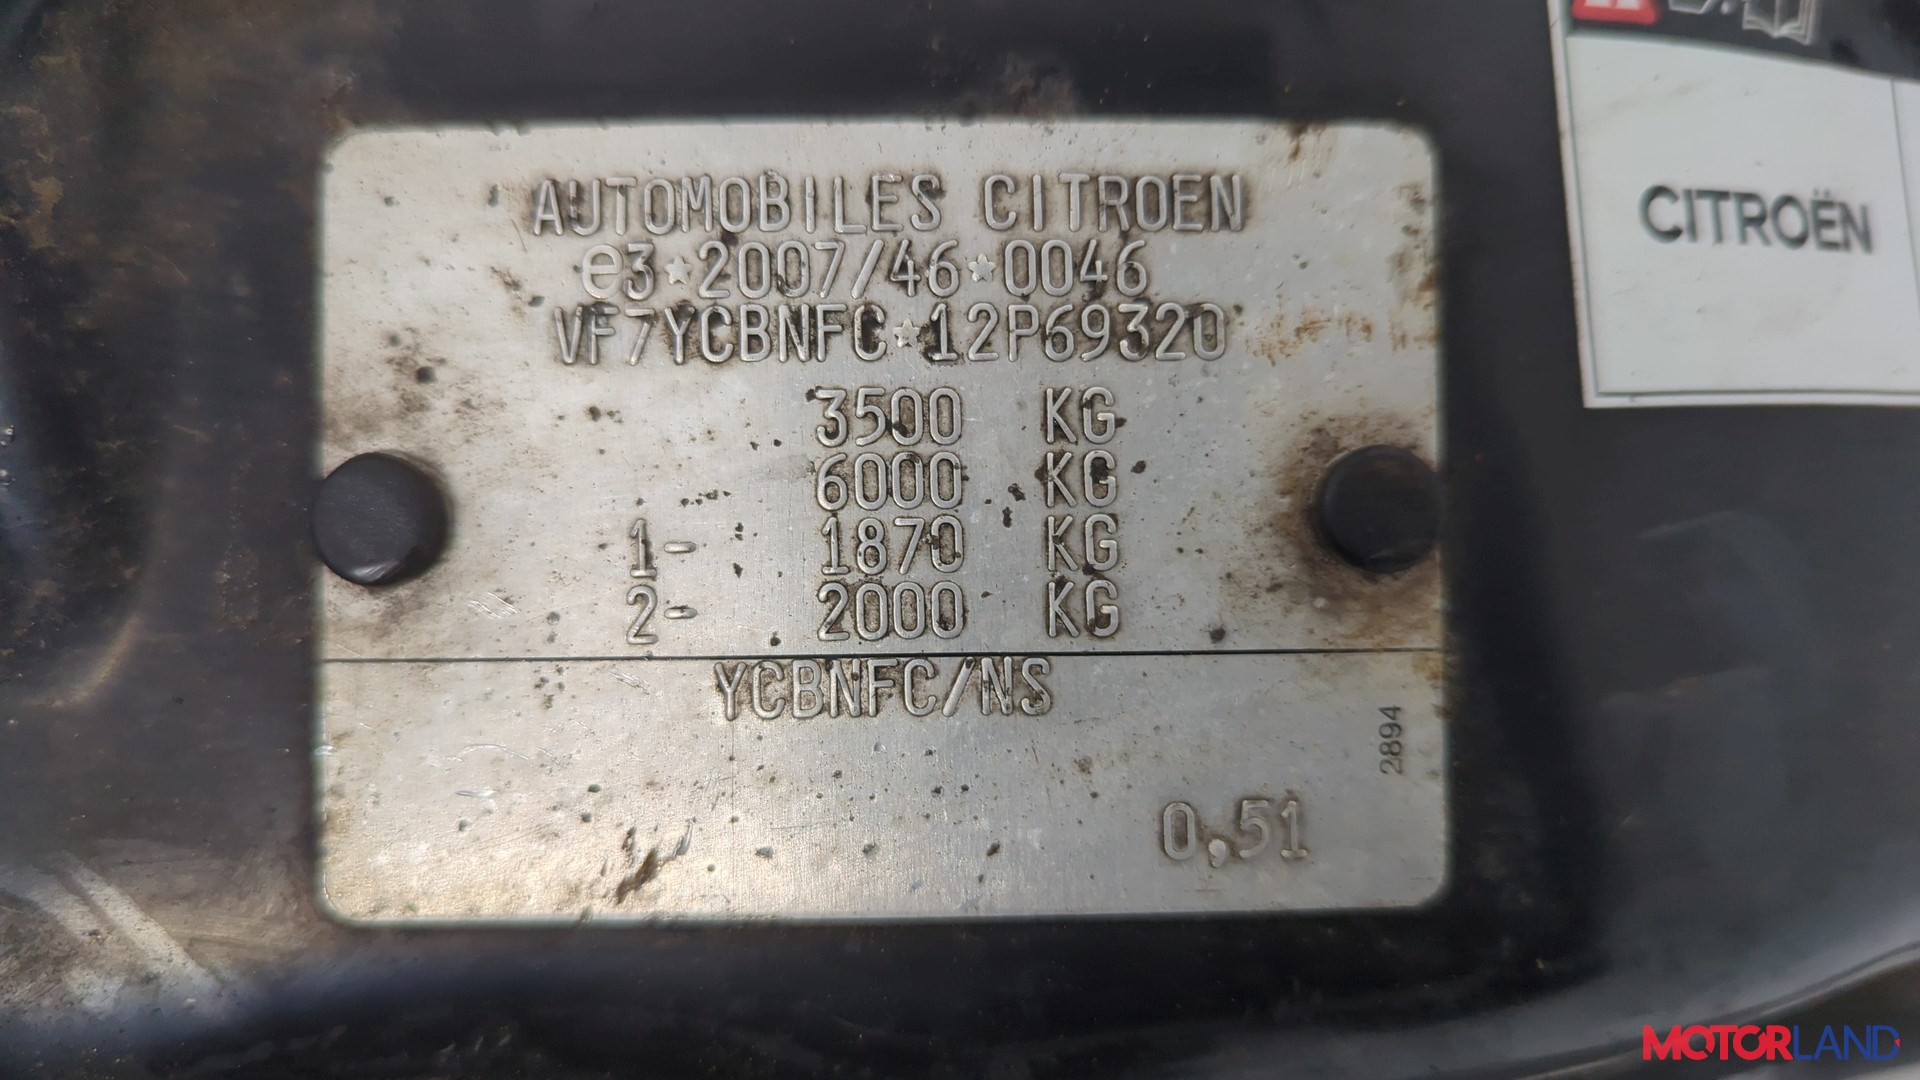 AUTOMOBILES CITROEN
e3*2007/46*0046
VF7YCBNFC*12P69320
3500 KG
6000 KG
1- 1870 KG
2- 2000 KG
YCBNFC/NS
2894
0,51
CITROËN
MOTORLAND